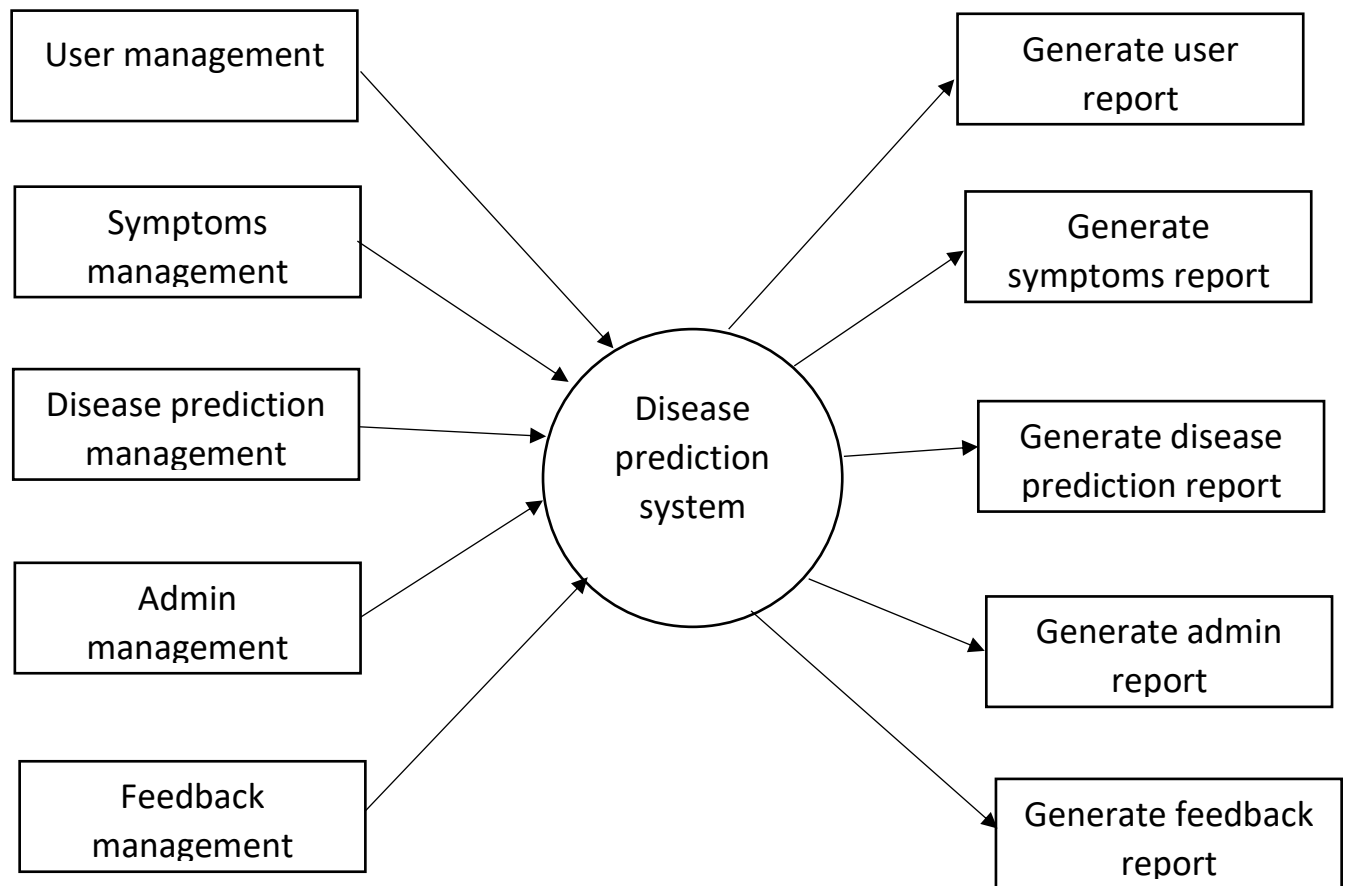 User management
Symptoms
management
Disease prediction
management
Admin
management
Feedback
management
Disease
prediction
system
Generate user
report
Generate
symptoms report
Generate disease
prediction report
Generate admin
report
Generate feedback
report